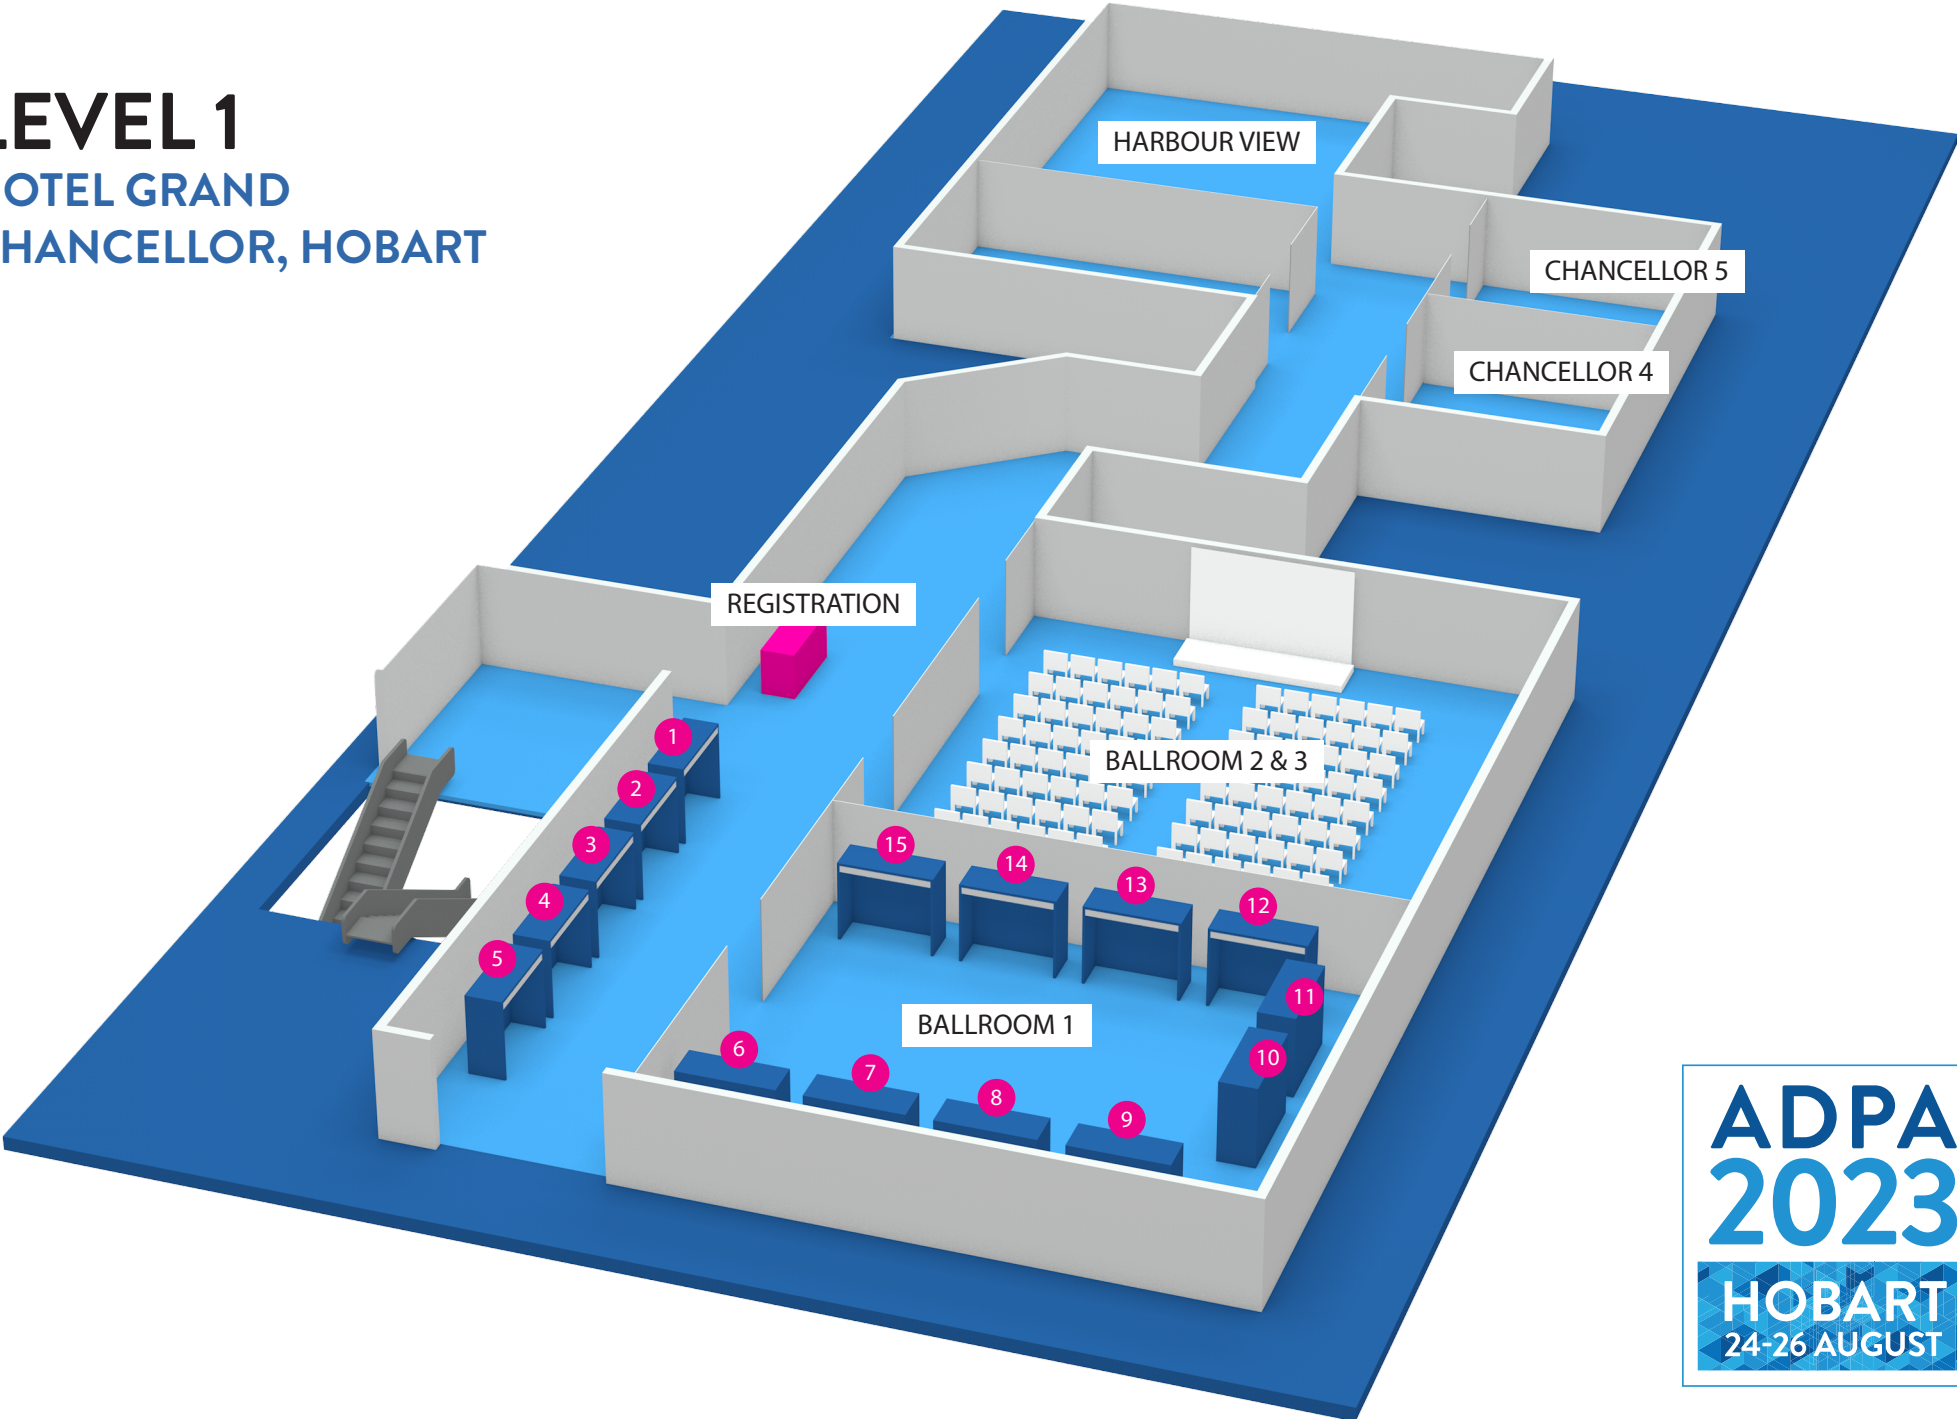 LEVEL 1
OTEL GRAND
HANCELLOR, HOBART
HARBOUR VIEW
CHANCELLOR 5
CHANCELLOR 4
REGISTRATION
BALLROOM 2 & 3
1
2
3
4
5
15
14
13
12
11
10
BALLROOM 1
6
7
8
9
ADPA
2023
HOBART
24-26 AUGUST